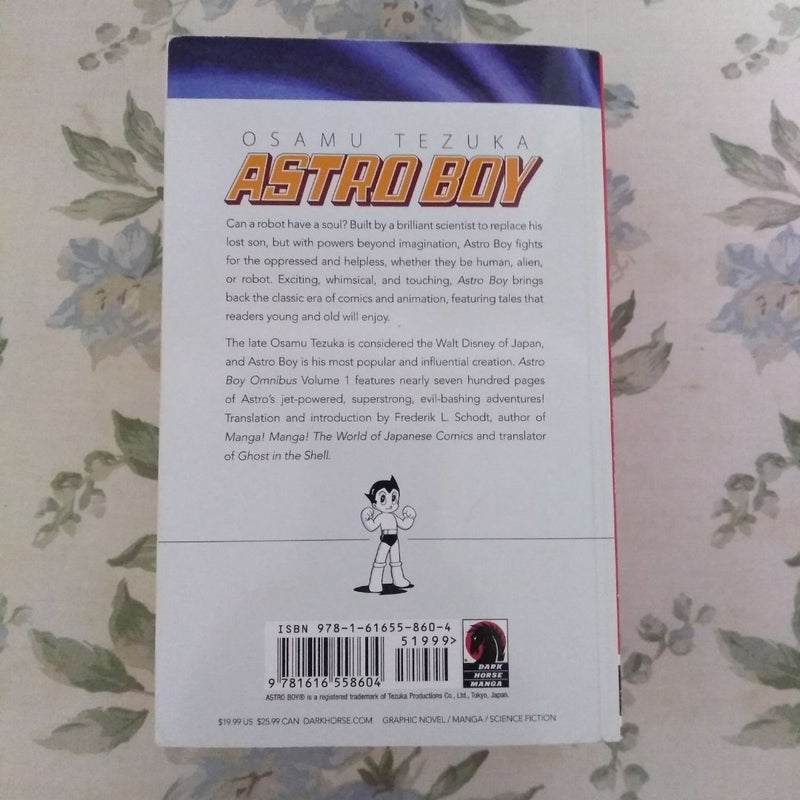 OSAMU TEZUKA
ASTRO BOY
Can a robot have a soul? Built by a brilliant scientist to replace his
lost son, but with powers beyond imagination, Astro Boy fights
for the oppressed and helpless, whether they be human, alien,
or robot. Exciting, whimsical, and touching, Astro Boy brings
back the classic era of comics and animation, featuring tales that
readers young and old will enjoy.
The late Osamu Tezuka is considered the Walt Disney of Japan,
and Astro Boy is his most popular and influential creation. Astro
Boy Omnibus Volume 1 features nearly seven hundred pages
of Astro's jet-powered, superstrong, evil-bashing adventures!
Translation and introduction by Frederik L. Schodt, author of
Manga! Manga! The World of Japanese Comics and translator
of Ghost in the Shell.
ISBN 978-1-61655-860-4
51999>
9 781616 558604
DARK
HORSE
MANGA
ASTRO BOY® is a registered trademark of Tezuka Productions Co., Ltd., Tokyo, Japan.
$19.99 US $25.99 CAN DARKHORSE.COM GRAPHIC NOVEL / MANGA / SCIENCE FICTION